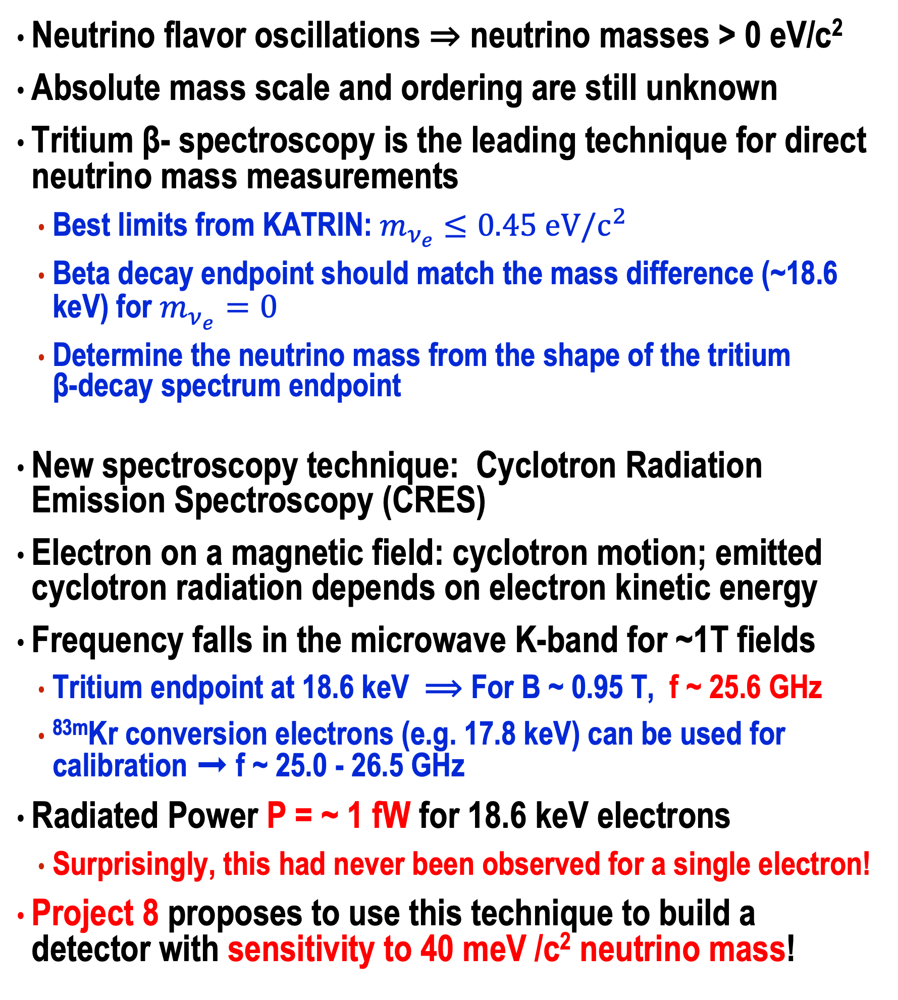 • Neutrino flavor oscillations ⇒ neutrino masses > 0 eV/c²
• Absolute mass scale and ordering are still unknown
• Tritium β- spectroscopy is the leading technique for direct
neutrino mass measurements
• Best limits from KATRIN: 𝑚_{𝜈_𝑒} ≤ 0.45 eV/c²
• Beta decay endpoint should match the mass difference (~18.6
keV) for 𝑚_{𝜈_𝑒} = 0
• Determine the neutrino mass from the shape of the tritium
β-decay spectrum endpoint
• New spectroscopy technique:  Cyclotron Radiation
Emission Spectroscopy (CRES)
• Electron on a magnetic field: cyclotron motion; emitted
cyclotron radiation depends on electron kinetic energy
• Frequency falls in the microwave K-band for ~1T fields
• Tritium endpoint at 18.6 keV ⟹ For B ~ 0.95 T,  f ~ 25.6 GHz
• ⁸³ᵐKr conversion electrons (e.g. 17.8 keV) can be used for
calibration → f ~ 25.0 - 26.5 GHz
• Radiated Power P = ~ 1 fW for 18.6 keV electrons
• Surprisingly, this had never been observed for a single electron!
• Project 8 proposes to use this technique to build a
detector with sensitivity to 40 meV /c² neutrino mass!